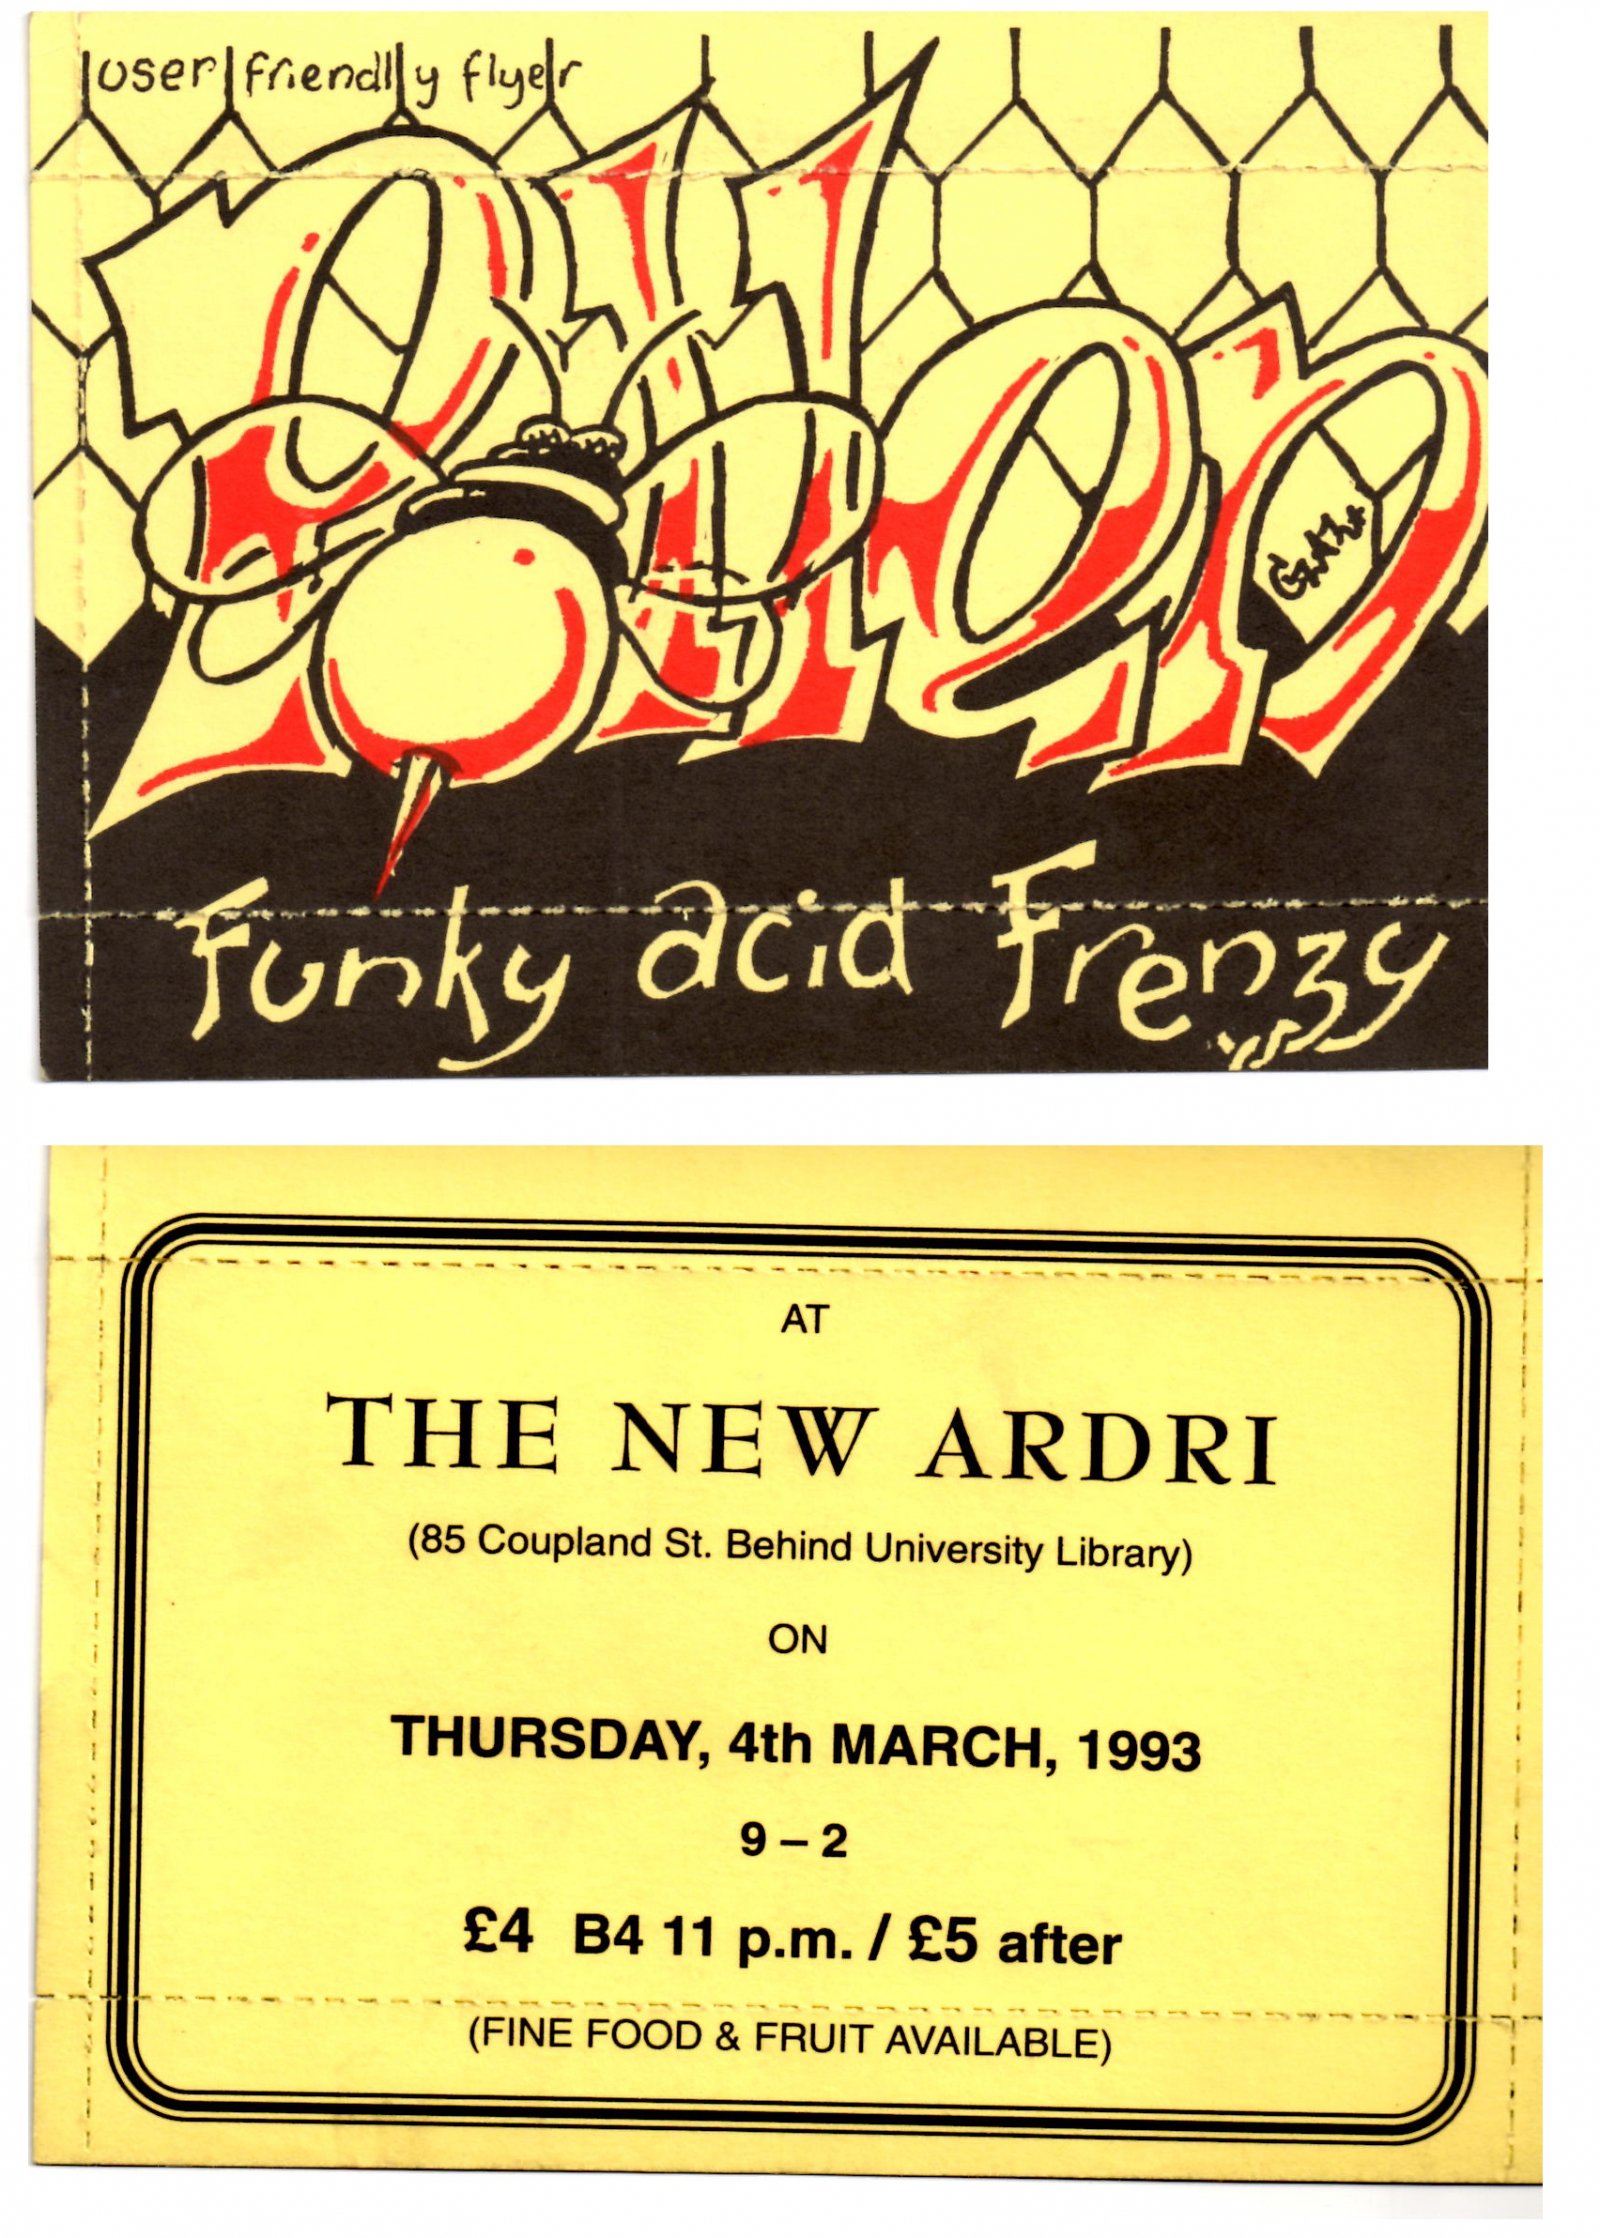 user friendly flyer
Pollen
Funky acid Frenzy
AT
THE NEW ARDRI
(85 Coupland St. Behind University Library)
ON
THURSDAY, 4th MARCH, 1993
9 – 2
£4 B4 11 p.m. / £5 after
(FINE FOOD & FRUIT AVAILABLE)